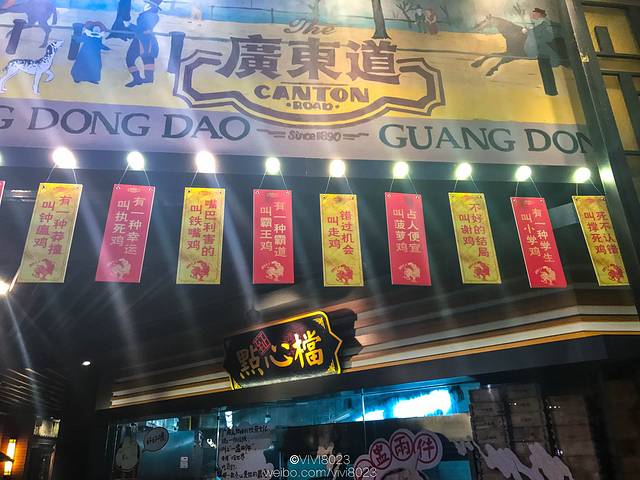 The
廣東道
CANTON
ROAD
G DONG DAO
Since 1890
GUANG DON
有一种莽撞
叫钟瘟鸡
有一种幸运
叫执死鸡
嘴巴利害的
叫铁嘴鸡
有一种霸道
叫霸王鸡
错过机会
叫走鸡
占人便宜
叫菠萝鸡
不好的结局
叫谢鸡
有一种学生
叫小学鸡
死不认错
叫撑死鸡
點心檔
兩件
©VIVI8023
weibo.com/vivi8023